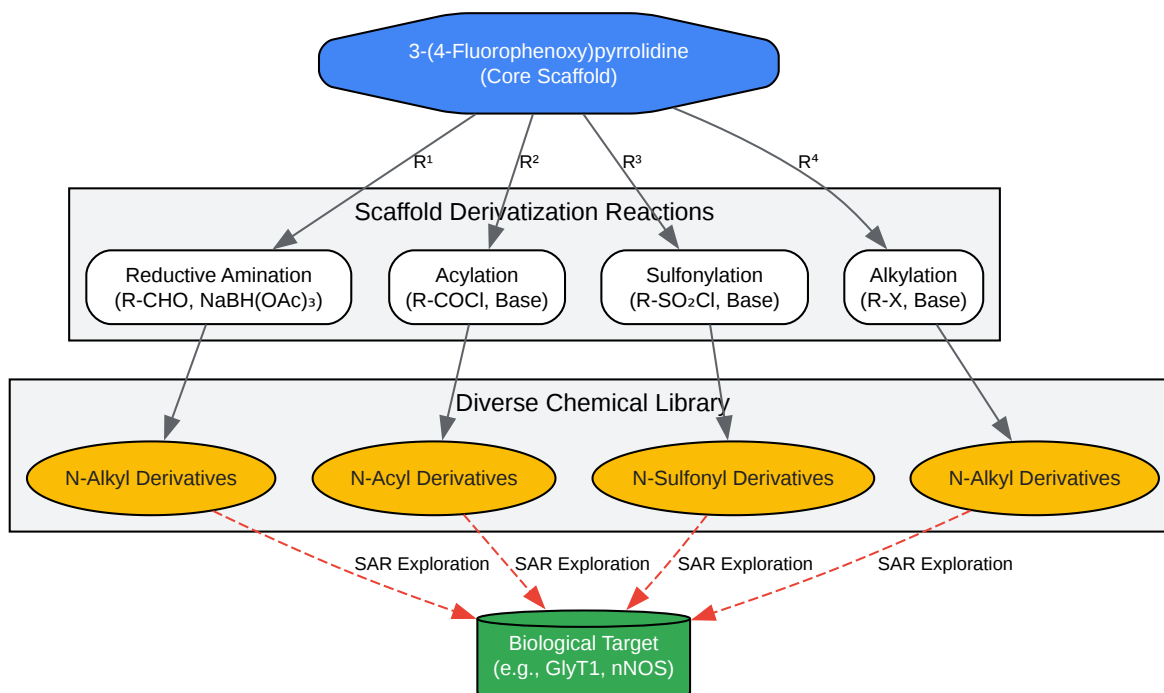 3-(4-Fluorophenoxy)pyrrolidine
(Core Scaffold)
R¹
R²
R³
R⁴
Scaffold Derivatization Reactions
Reductive Amination
(R-CHO, NaBH(OAc)₃)
Acylation
(R-COCl, Base)
Sulfonylation
(R-SO₂Cl, Base)
Alkylation
(R-X, Base)
Diverse Chemical Library
N-Alkyl Derivatives
N-Acyl Derivatives
N-Sulfonyl Derivatives
N-Alkyl Derivatives
SAR Exploration
SAR Exploration
SAR Exploration
SAR Exploration
Biological Target
(e.g., GlyT1, nNOS)